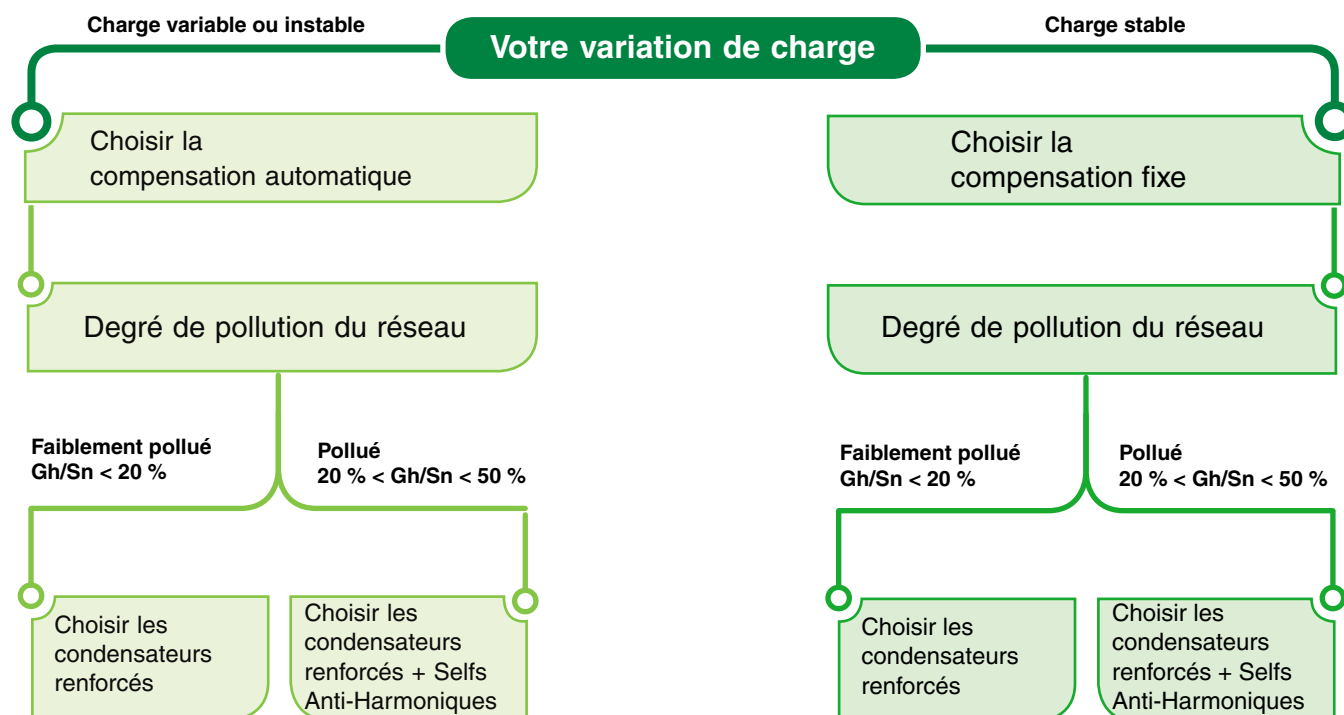 Charge variable ou instable
Votre variation de charge
Charge stable
Choisir la
compensation automatique
Choisir la
compensation fixe
Degré de pollution du réseau
Degré de pollution du réseau
Faiblement pollué
Gh/Sn < 20 %
Pollué
20 % < Gh/Sn < 50 %
Faiblement pollué
Gh/Sn < 20 %
Pollué
20 % < Gh/Sn < 50 %
Choisir les
condensateurs
renforcés
Choisir les
condensateurs
renforcés + Selfs
Anti-Harmoniques
Choisir les
condensateurs
renforcés
Choisir les
condensateurs
renforcés + Selfs
Anti-Harmoniques